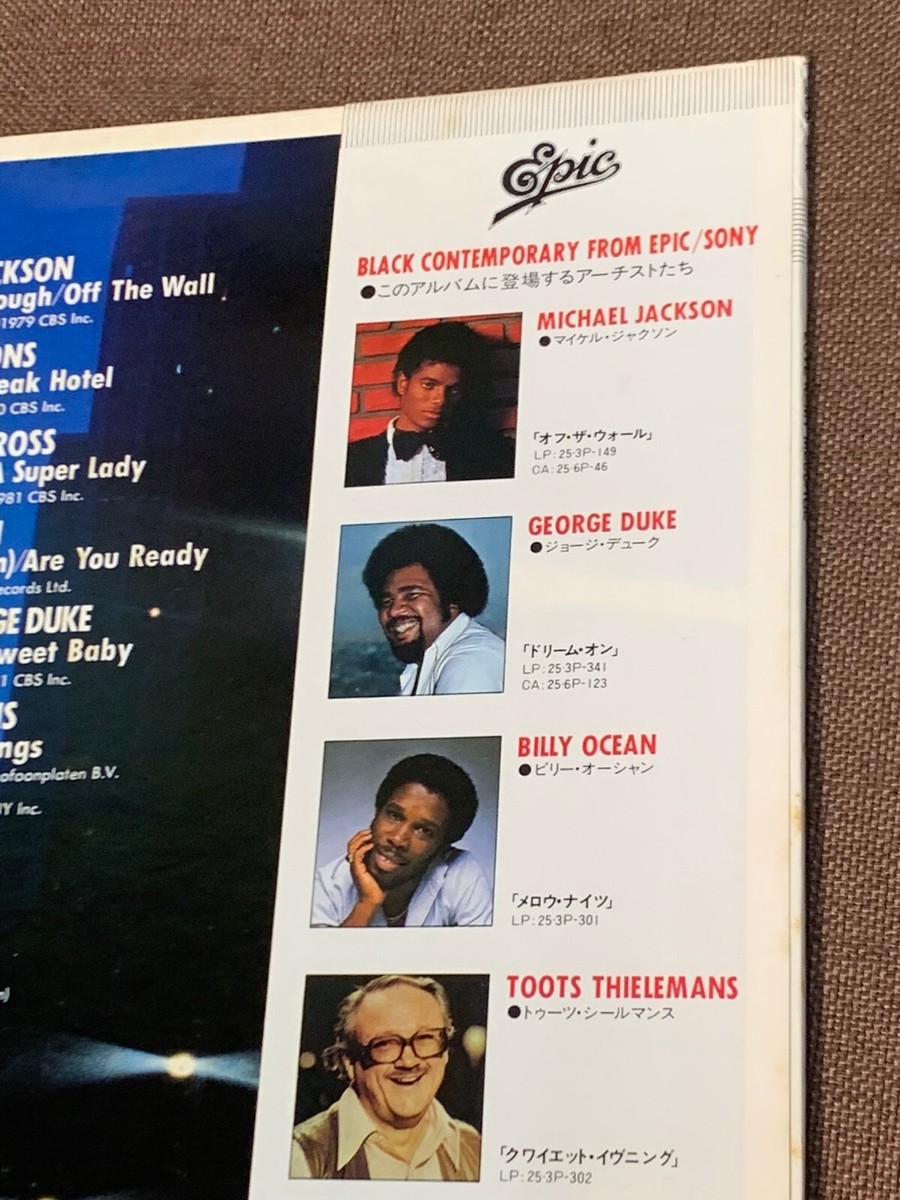 CKSON
ough/Off The Wall
1979 CBS Inc.
ONS
eak Hotel
0 CBS Inc.
ROSS
A Super Lady
981 CBS Inc.
n)/Are You Ready
ecords Ltd.
GE DUKE
weet Baby
1 CBS Inc.
NS
ngs
ofoonplaten B.V.
NY Inc.
Epic
BLACK CONTEMPORARY FROM EPIC/SONY
●このアルバムに登場するアーチストたち
MICHAEL JACKSON
●マイケル・ジャクソン
「オフ・ザ・ウォール」
LP:25·3P-149
CA:25·6P-46
GEORGE DUKE
●ジョージ・デューク
「ドリーム・オン」
LP:25·3P-341
CA:25·6P-123
BILLY OCEAN
●ビリー・オーシャン
「メロウ・ナイツ」
LP:25·3P-301
TOOTS THIELEMANS
●トゥーツ・シールマンス
「クワイエット・イヴニング」
LP:25·3P-302